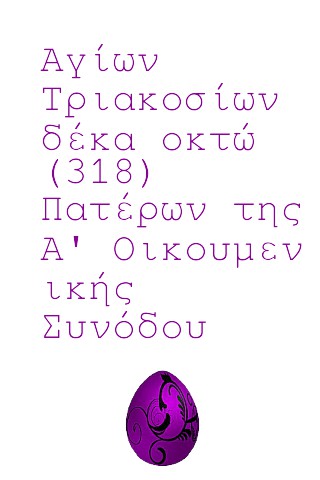 Αγίων
Τριακοσίων
δέκα οκτώ
(318)
Πατέρων της
Α' Οικουμεν
ικής
Συνόδου